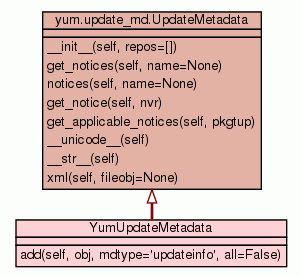 yum.update_md.UpdateMetadata
__init__(self, repos=[])
get_notices(self, name=None)
notices(self, name=None)
get_notice(self, nvr)
get_applicable_notices(self, pkgtup)
__unicode__(self)
__str__(self)
xml(self, fileobj=None)
YumUpdateMetadata
add(self, obj, mdtype='updateinfo', all=False)